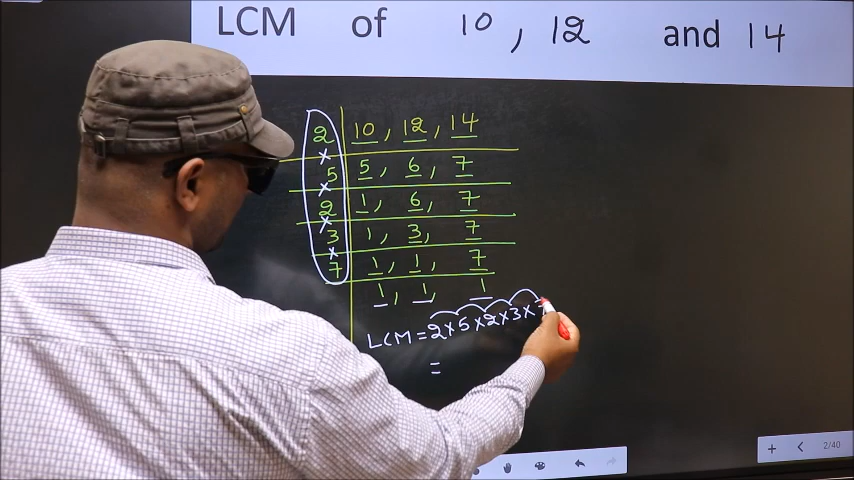 LCM of 10, 12 and 14
2 | 10, 12, 14
×
5 | 5, 6, 7
×
2 | 1, 6, 7
×
3 | 1, 3, 7
×
7 | 1, 1, 7
1, 1, 1
LCM = 2×5×2×3×7
=
+ < 2/40